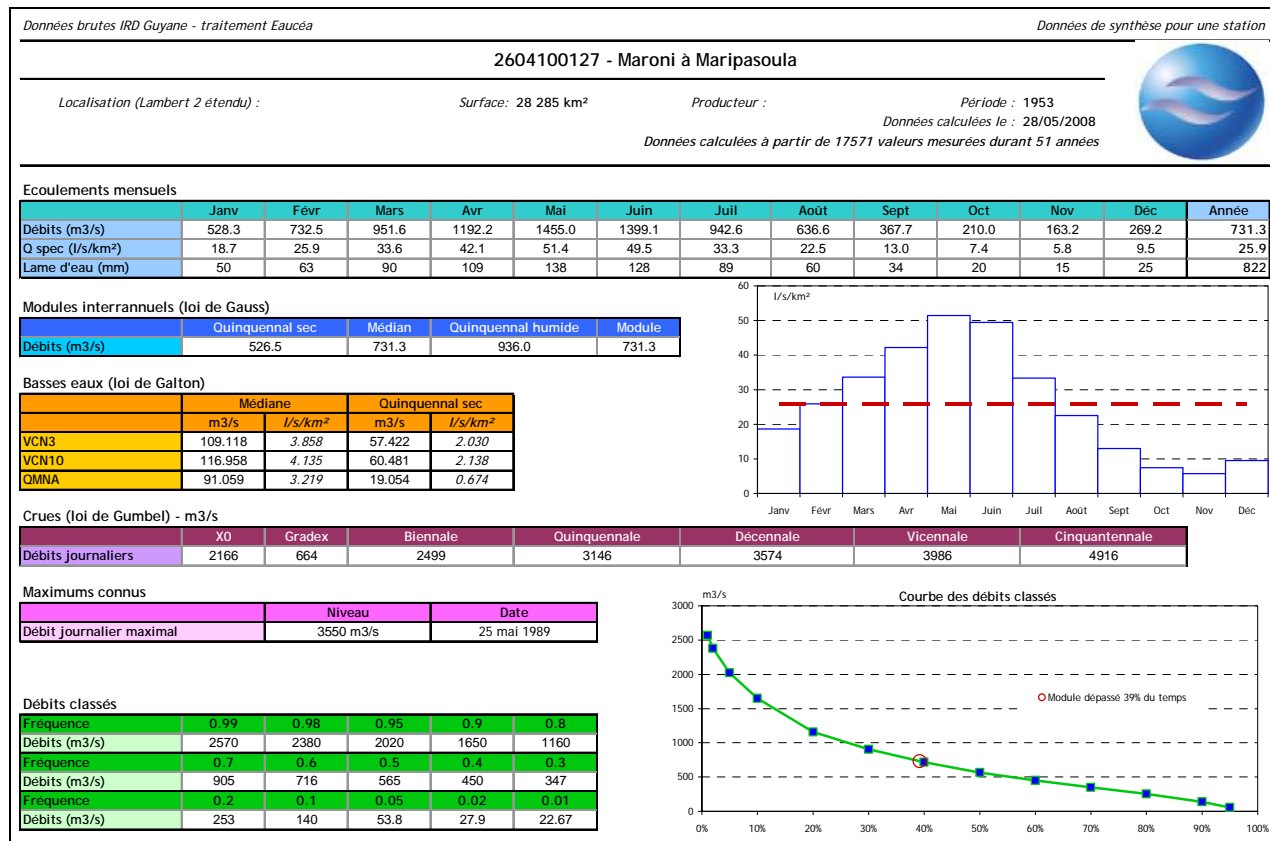 Données brutes IRD Guyane - traitement Eaucéa Données de synthèse pour une station
2604100127 - Maroni à Maripasoula
Localisation (Lambert 2 étendu) : Surface: 28 285 km² Producteur : Période : 1953
Données calculées le : 28/05/2008
Données calculées à partir de 17571 valeurs mesurées durant 51 années
Ecoulements mensuels
Janv Févr Mars Avr Mai Juin Juil Août Sept Oct Nov Déc Année
Débits (m3/s) 528.3 732.5 951.6 1192.2 1455.0 1399.1 942.6 636.6 367.7 210.0 163.2 269.2 731.3
Q spec (l/s/km²) 18.7 25.9 33.6 42.1 51.4 49.5 33.3 22.5 13.0 7.4 5.8 9.5 25.9
Lame d'eau (mm) 50 63 90 109 138 128 89 60 34 20 15 25 822
Modules interrannuels (loi de Gauss)
Quinquennal sec Médian Quinquennal humide Module
Débits (m3/s) 526.5 731.3 936.0 731.3
Basses eaux (loi de Galton)
Médiane Quinquennal sec
m3/s l/s/km² m3/s l/s/km²
VCN3 109.118 3.858 57.422 2.030
VCN10 116.958 4.135 60.481 2.138
QMNA 91.059 3.219 19.054 0.674
l/s/km²
60
50
40
30
20
10
0
Janv Févr Mars Avr Mai Juin Juil Août Sept Oct Nov Déc
Crues (loi de Gumbel) - m3/s
X0 Gradex Biennale Quinquennale Décennale Vicennale Cinquantennale
Débits journaliers 2166 664 2499 3146 3574 3986 4916
Maximums connus
Niveau Date
Débit journalier maximal 3550 m3/s 25 mai 1989
Débits classés
Fréquence 0.99 0.98 0.95 0.9 0.8
Débits (m3/s) 2570 2380 2020 1650 1160
Fréquence 0.7 0.6 0.5 0.4 0.3
Débits (m3/s) 905 716 565 450 347
Fréquence 0.2 0.1 0.05 0.02 0.01
Débits (m3/s) 253 140 53.8 27.9 22.67
m3/s Courbe des débits classés
3000
2500
2000
1500
1000
500
0
Module dépassé 39% du temps
0% 10% 20% 30% 40% 50% 60% 70% 80% 90% 100%